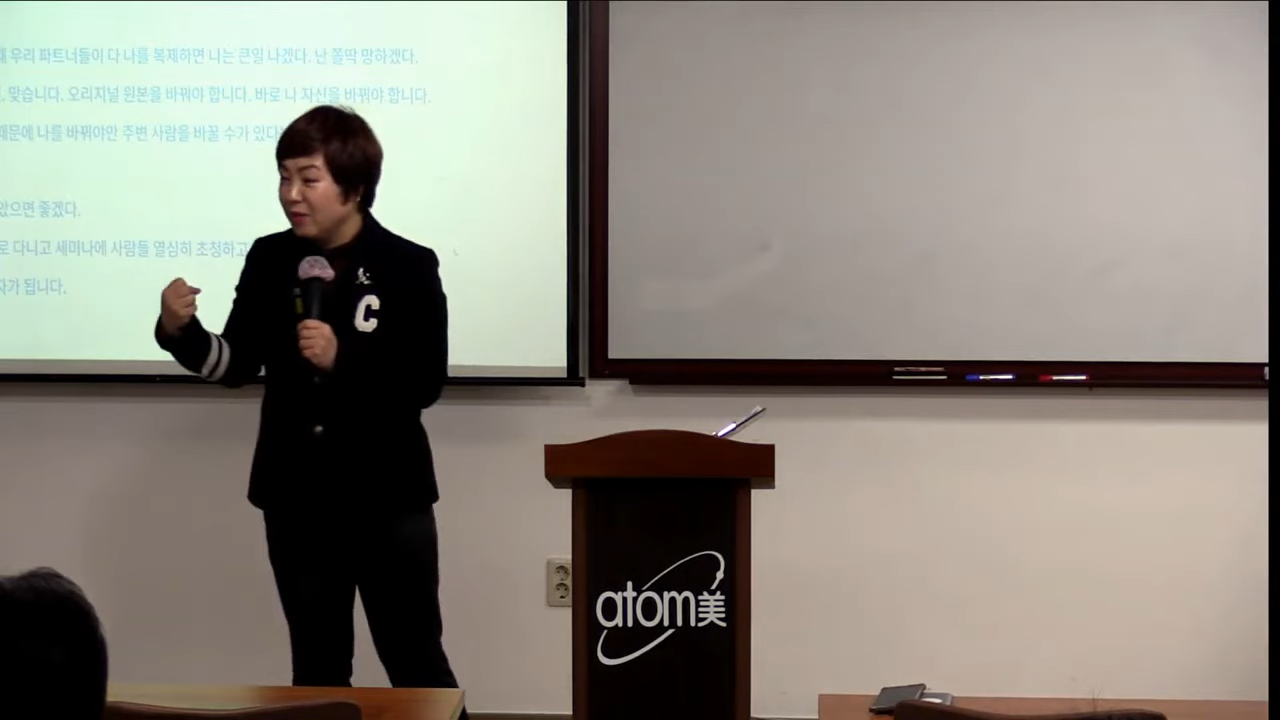 우리 파트너들이 다 나를 복제하면 나는 큰일 나겠다. 난 쫄딱 망하겠다.
맞습니다. 오리지널 원본을 바꿔야 합니다. 바로 나 자신을 바꿔야 합니다.
때문에 나를 바꿔야만 주변 사람을 바꿀 수가 있다
았으면 좋겠다.
로 다니고 세미나에 사람들 열심히 초청하고
자가 됩니다.
C
atom美